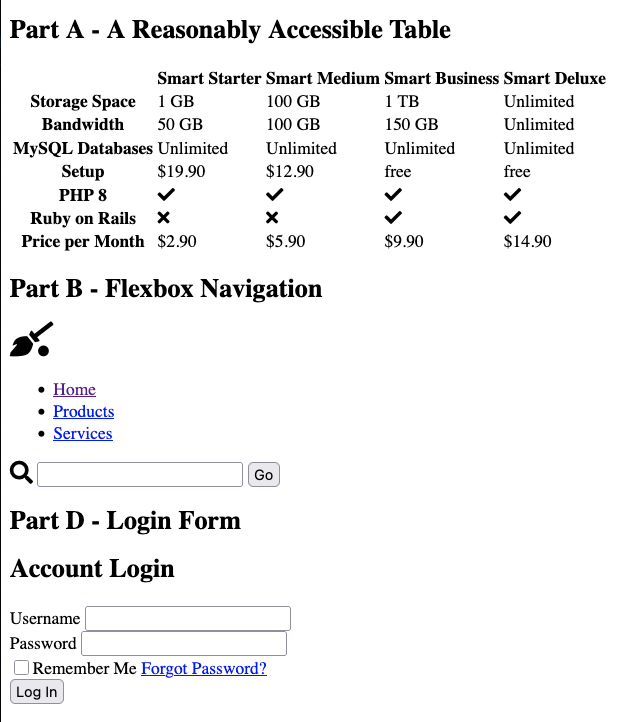 Part A - A Reasonably Accessible Table
Smart Starter Smart Medium Smart Business Smart Deluxe
Storage Space 1 GB 100 GB 1 TB Unlimited
Bandwidth 50 GB 100 GB 150 GB Unlimited
MySQL Databases Unlimited Unlimited Unlimited Unlimited
Setup $19.90 $12.90 free free
PHP 8 ✔ ✔ ✔ ✔
Ruby on Rails ✖ ✖ ✔ ✔
Price per Month $2.90 $5.90 $9.90 $14.90
Part B - Flexbox Navigation
• Home
• Products
• Services
Go
Part D - Login Form
Account Login
Username
Password
Remember Me Forgot Password?
Log In